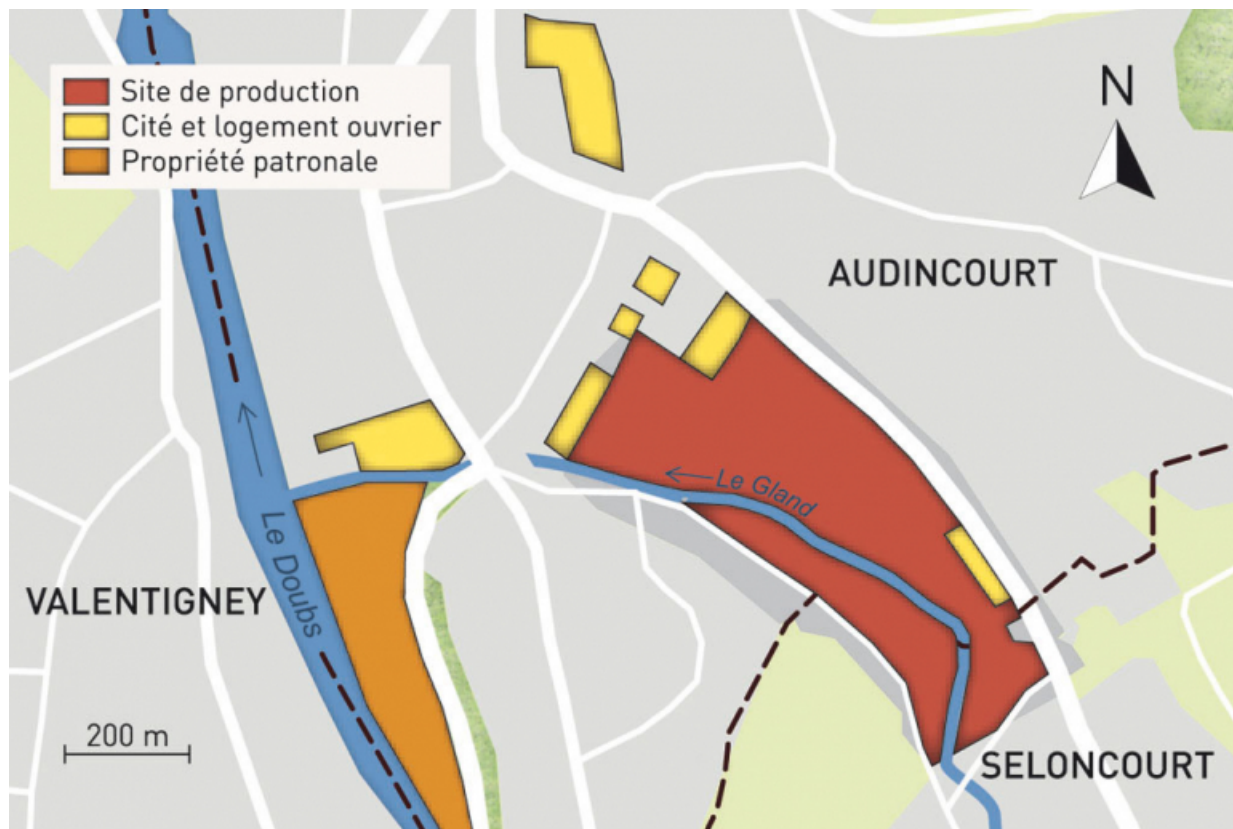 Site de production
Cité et logement ouvrier
Propriété patronale
N
AUDINCOURT
Le Gland
Le Doubs
VALENTIGNEY
200 m
SELONCOURT